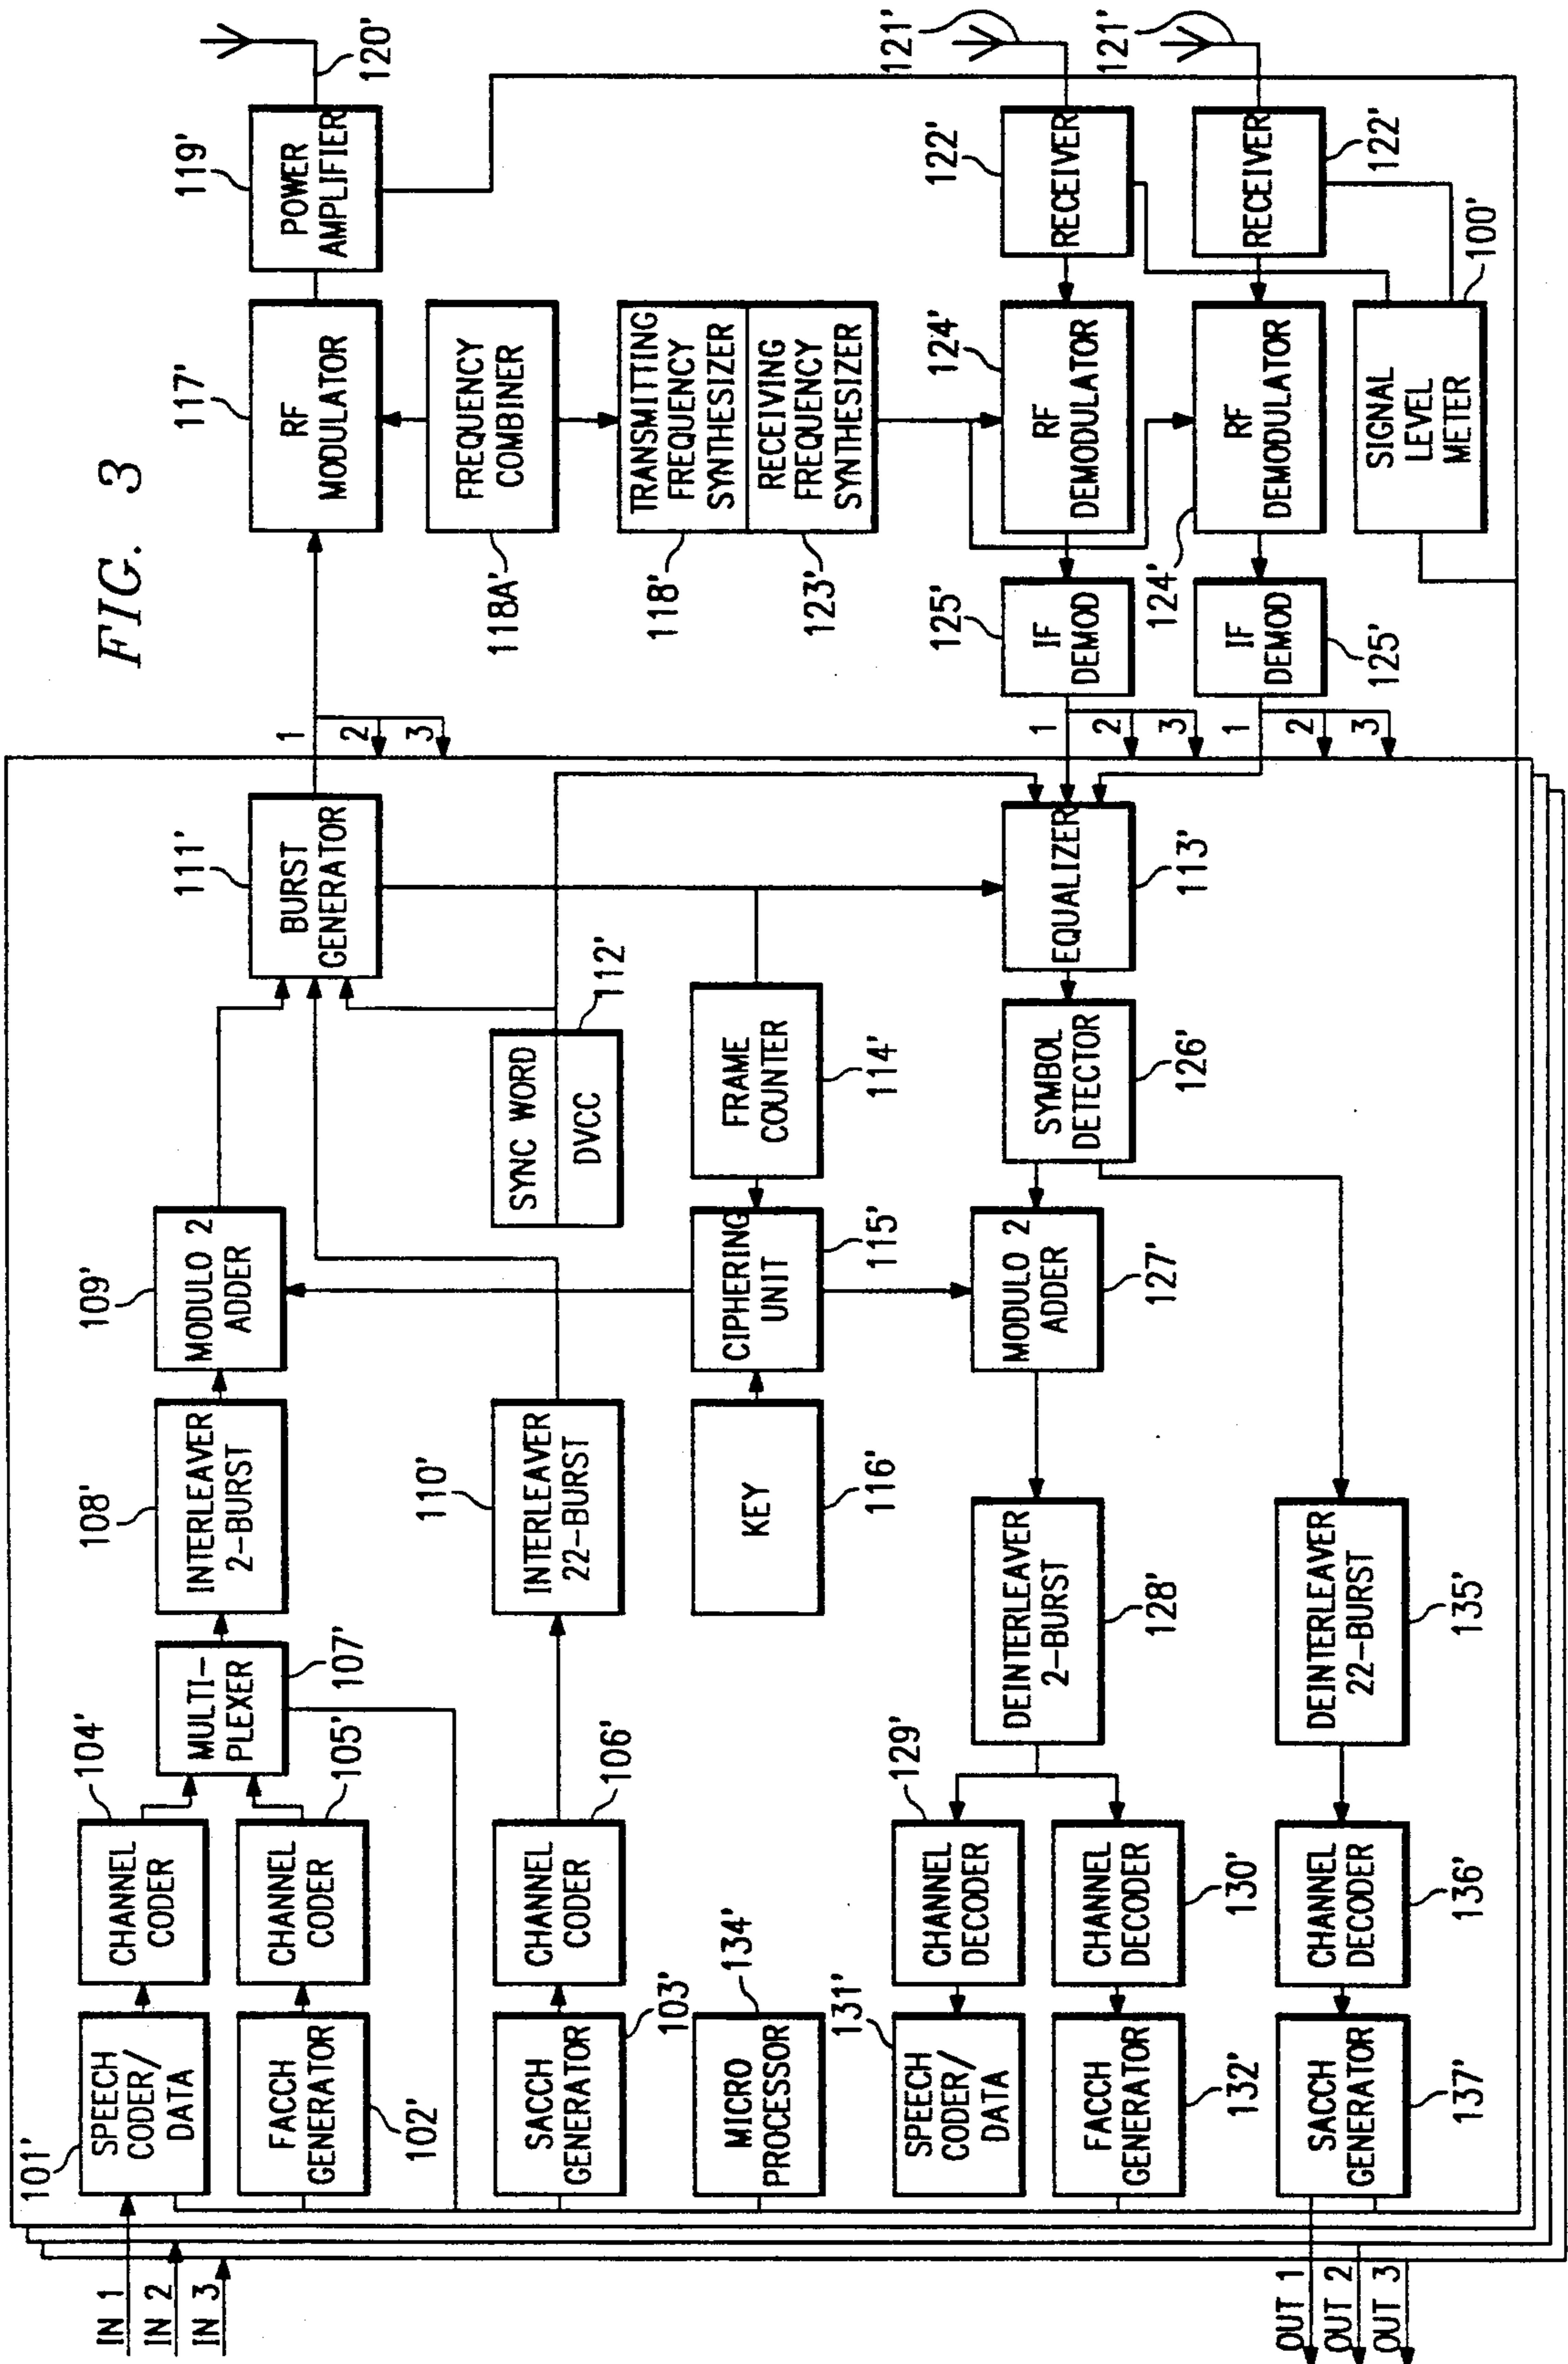 FIG. 3
IN 1
IN 2
IN 3
101'
SPEECH
CODER/
DATA
104'
CHANNEL
CODER
FACCH
GENERATOR
102'
CHANNEL
CODER
105'
MULTI-
PLEXER
107'
108'
INTERLEAVER
2-BURST
109'
MODULO 2
ADDER
111'
BURST
GENERATOR
1
2
3
117'
RF
MODULATOR
119'
POWER
AMPLIFIER
120'
SACCH
GENERATOR
103'
CHANNEL
CODER
106'
110'
INTERLEAVER
22-BURST
SYNC WORD
DVCC
112'
FREQUENCY
COMBINER
118A'
MICRO
PROCESSOR
134'
KEY
116'
CIPHERING
UNIT
115'
FRAME
COUNTER
114'
TRANSMITTING
FREQUENCY
SYNTHESIZER
118'
RECEIVING
FREQUENCY
SYNTHESIZER
123'
131'
SPEECH
CODER/
DATA
129'
CHANNEL
DECODER
FACCH
GENERATOR
132'
CHANNEL
DECODER
130'
DEINTERLEAVER
2-BURST
128'
MODULO 2
ADDER
127'
SYMBOL
DETECTOR
126'
EQUALIZER
113'
1
2
3
125'
IF
DEMOD
124'
RF
DEMODULATOR
122'
RECEIVER
121'
1
2
3
IF
DEMOD
125'
124'
RF
DEMODULATOR
RECEIVER
122'
121'
SIGNAL
LEVEL
METER
100'
SACCH
GENERATOR
137'
CHANNEL
DECODER
136'
DEINTERLEAVER
22-BURST
135'
OUT 1
OUT 2
OUT 3